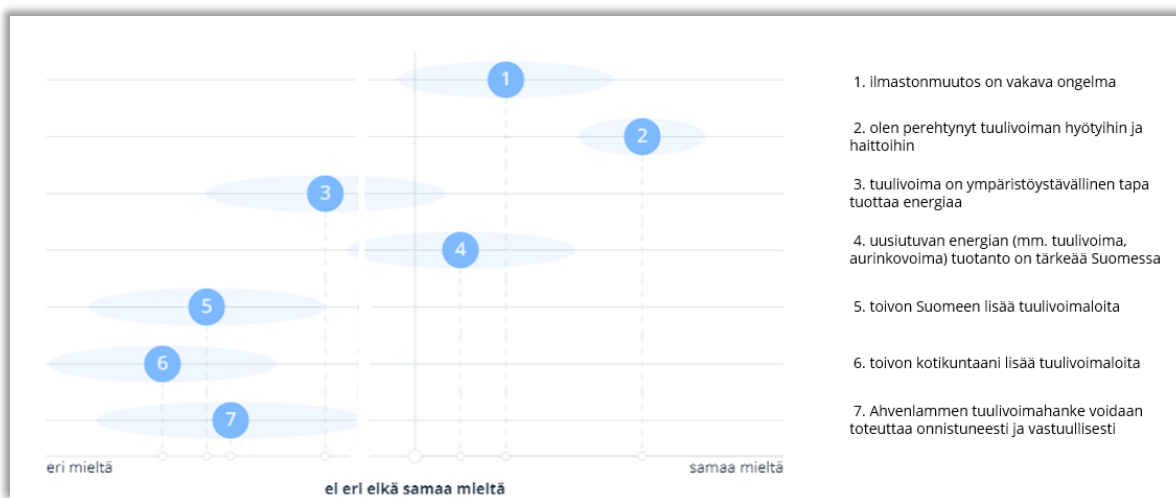 1
2
3
4
5
6
7
eri mieltä
samaa mieltä
ei eri eikä samaa mieltä
1. ilmastonmuutos on vakava ongelma
2. olen perehtynyt tuulivoiman hyötyihin ja
haittoihin
3. tuulivoima on ympäristöystävällinen tapa
tuottaa energiaa
4. uusiutuvan energian (mm. tuulivoima,
aurinkovoima) tuotanto on tärkeää Suomessa
5. toivon Suomeen lisää tuulivoimaloita
6. toivon kotikuntaani lisää tuulivoimaloita
7. Ahvenlammen tuulivoimahanke voidaan
toteuttaa onnistuneesti ja vastuullisesti